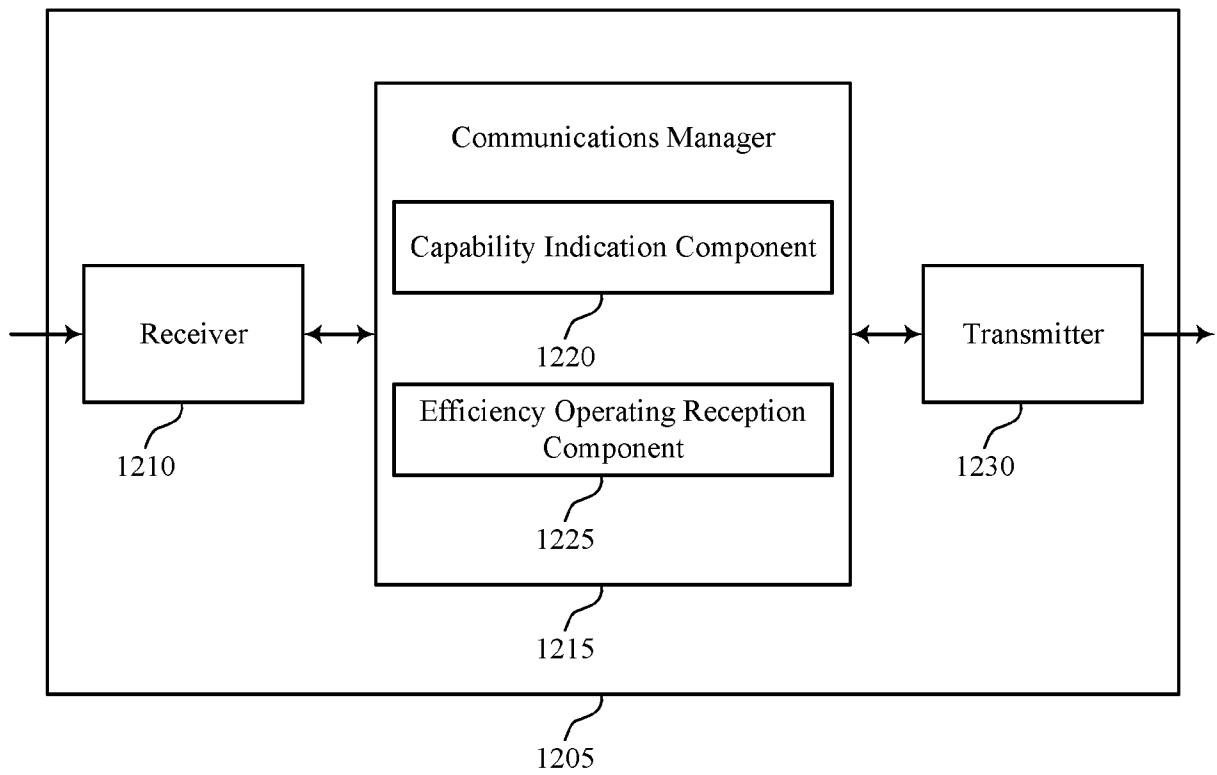 Communications Manager
Capability Indication Component
1220
Receiver
1210
Transmitter
1230
Efficiency Operating Reception
Component
1225
1215
1205